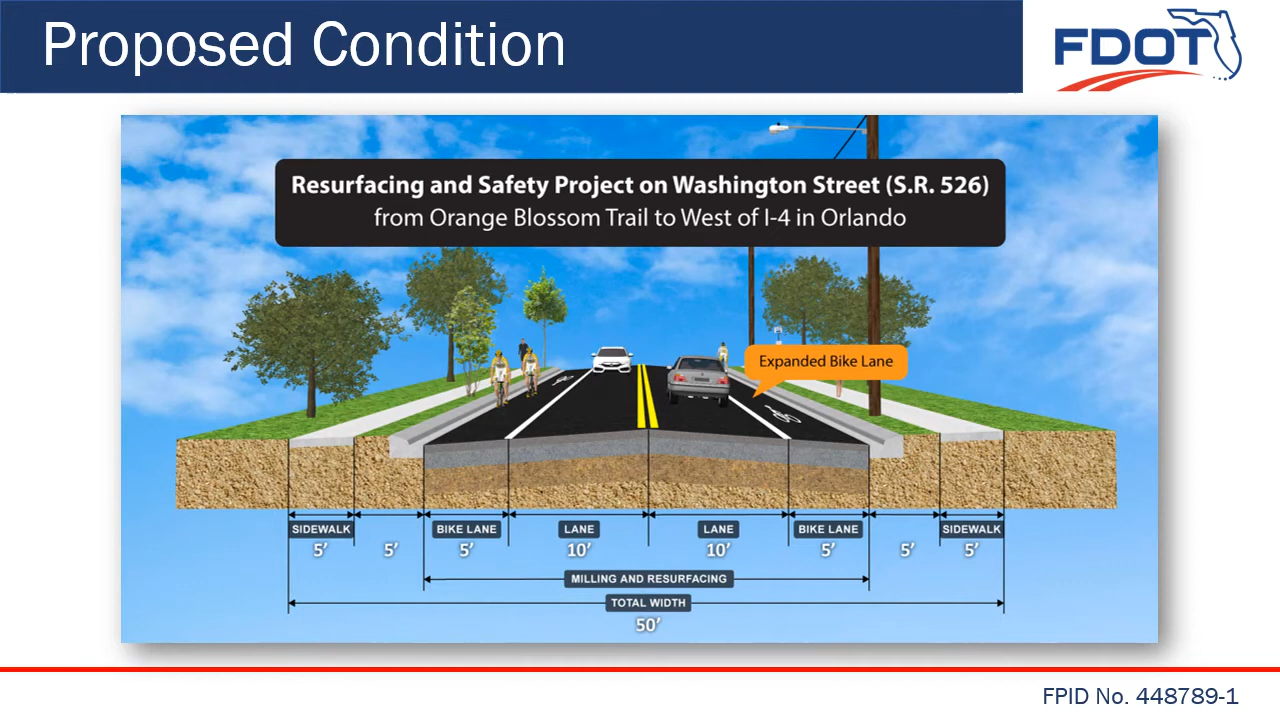 Proposed Condition
FDOT
Resurfacing and Safety Project on Washington Street (S.R. 526)
from Orange Blossom Trail to West of I-4 in Orlando
Expanded Bike Lane
SIDEWALK BIKE LANE LANE LANE BIKE LANE SIDEWALK
5’ 5’ 5’ 10’ 10’ 5’ 5’ 5’
MILLING AND RESURFACING
TOTAL WIDTH
50’
FPID No. 448789-1